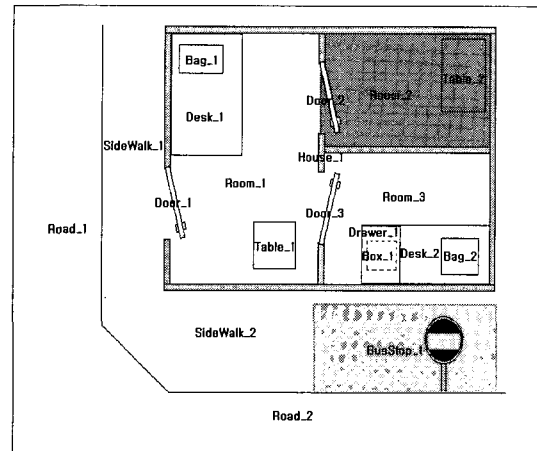 Bag_1
Table_2
Room_2
Door_2
Desk_1
SideWalk_1
House_1
Room_1
Room_3
Door_1
Door_3
Road_1
Drawer_1
Table_1
Box_1
Desk_2
Bag_2
SideWalk_2
BusStop_1
Road_2